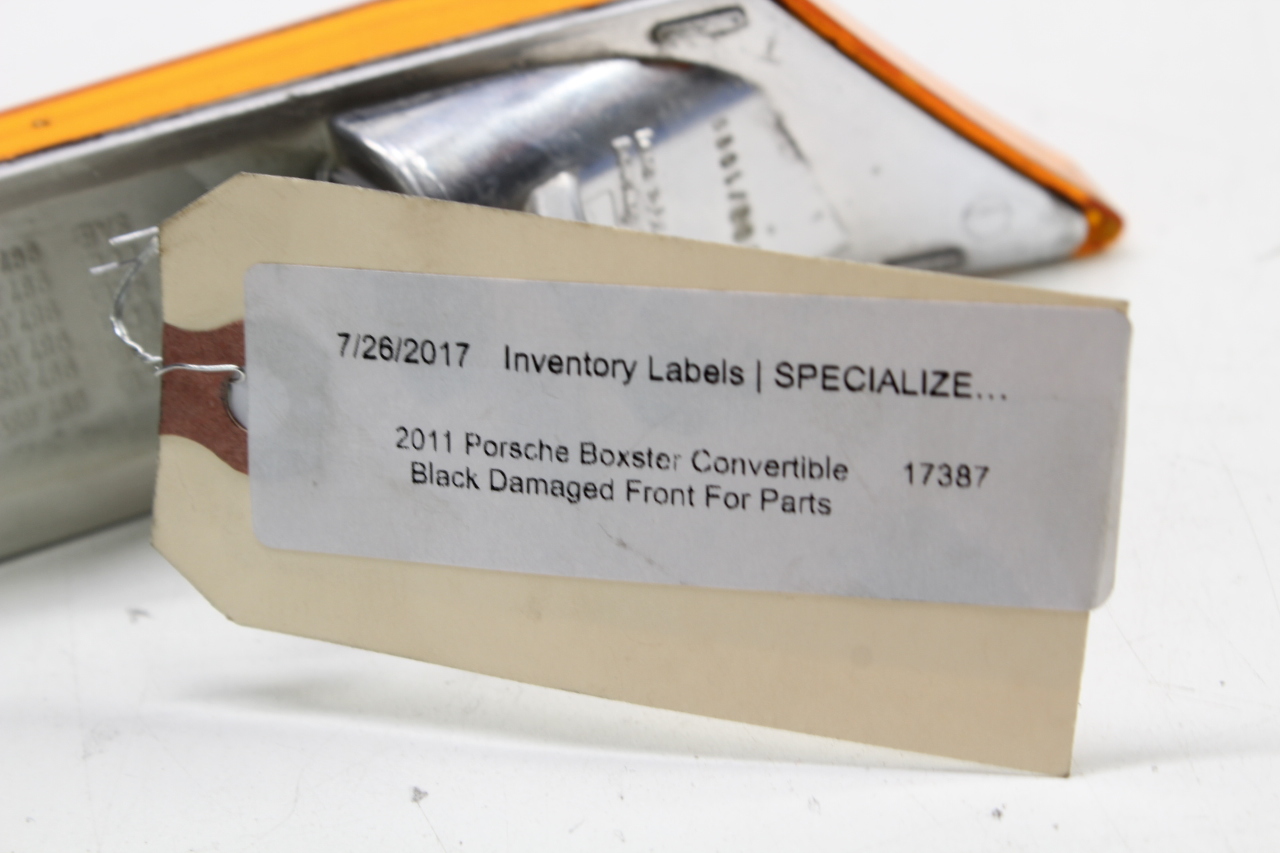 7/26/2017 Inventory Labels | SPECIALIZE...
2011 Porsche Boxster Convertible 17387
Black Damaged Front For Parts